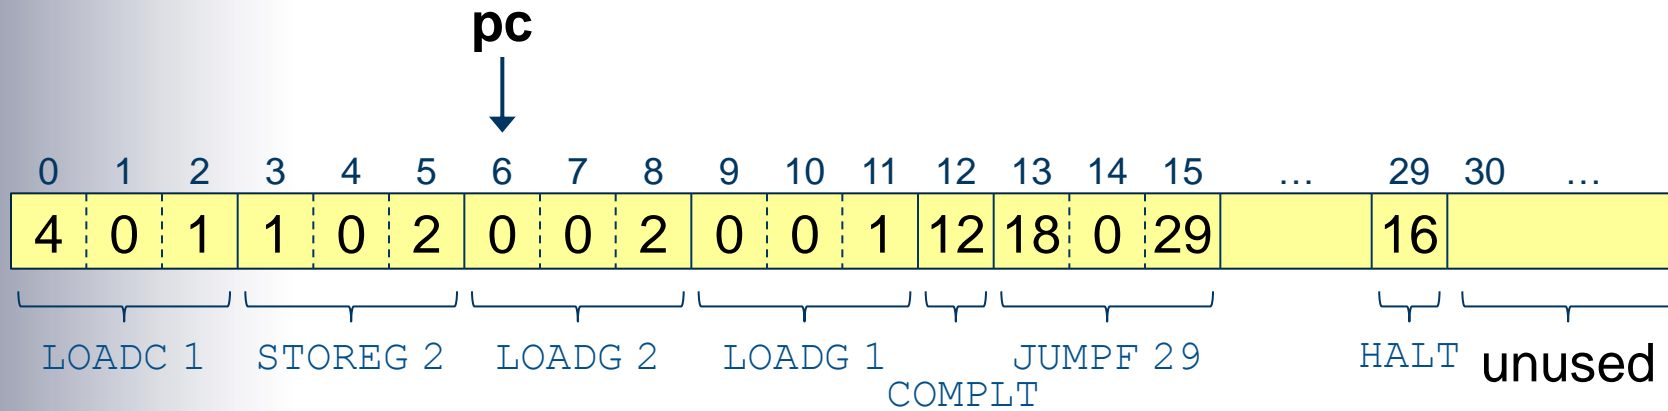 pc
0 1 2 3 4 5 6 7 8 9 10 11 12 13 14 15 … 29 30 …
4 0 1 1 0 2 0 0 2 0 0 1 12 18 0 29 16
LOADC 1 STOREG 2 LOADG 2 LOADG 1 JUMPF 29 HALT unused
COMPLT